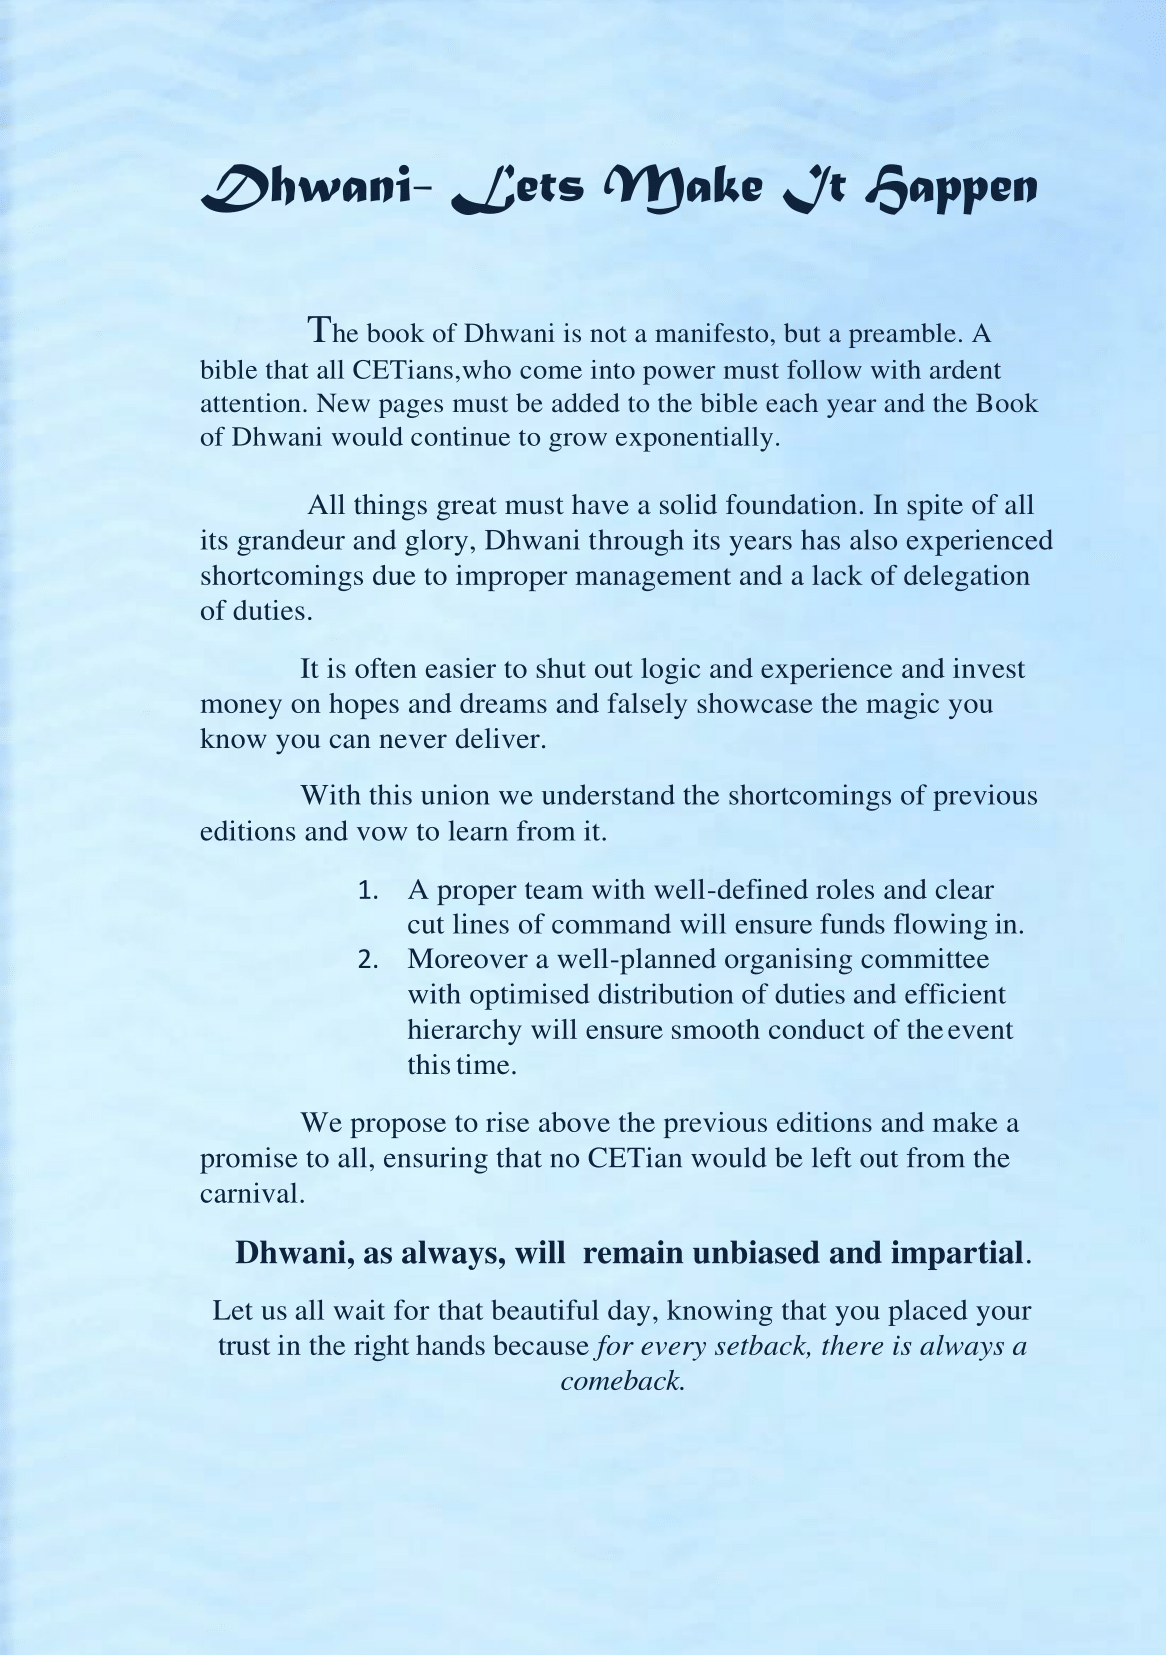 Dhwani- Lets Make It Happen
The book of Dhwani is not a manifesto, but a preamble. A
bible that all CETians,who come into power must follow with ardent
attention. New pages must be added to the bible each year and the Book
of Dhwani would continue to grow exponentially.
All things great must have a solid foundation. In spite of all
its grandeur and glory, Dhwani through its years has also experienced
shortcomings due to improper management and a lack of delegation
of duties.
It is often easier to shut out logic and experience and invest
money on hopes and dreams and falsely showcase the magic you
know you can never deliver.
With this union we understand the shortcomings of previous
editions and vow to learn from it.
1. A proper team with well-defined roles and clear
cut lines of command will ensure funds flowing in.
2. Moreover a well-planned organising committee
with optimised distribution of duties and efficient
hierarchy will ensure smooth conduct of the event
this time.
We propose to rise above the previous editions and make a
promise to all, ensuring that no CETian would be left out from the
carnival.
Dhwani, as always, will remain unbiased and impartial.
Let us all wait for that beautiful day, knowing that you placed your
trust in the right hands because for every setback, there is always a
comeback.